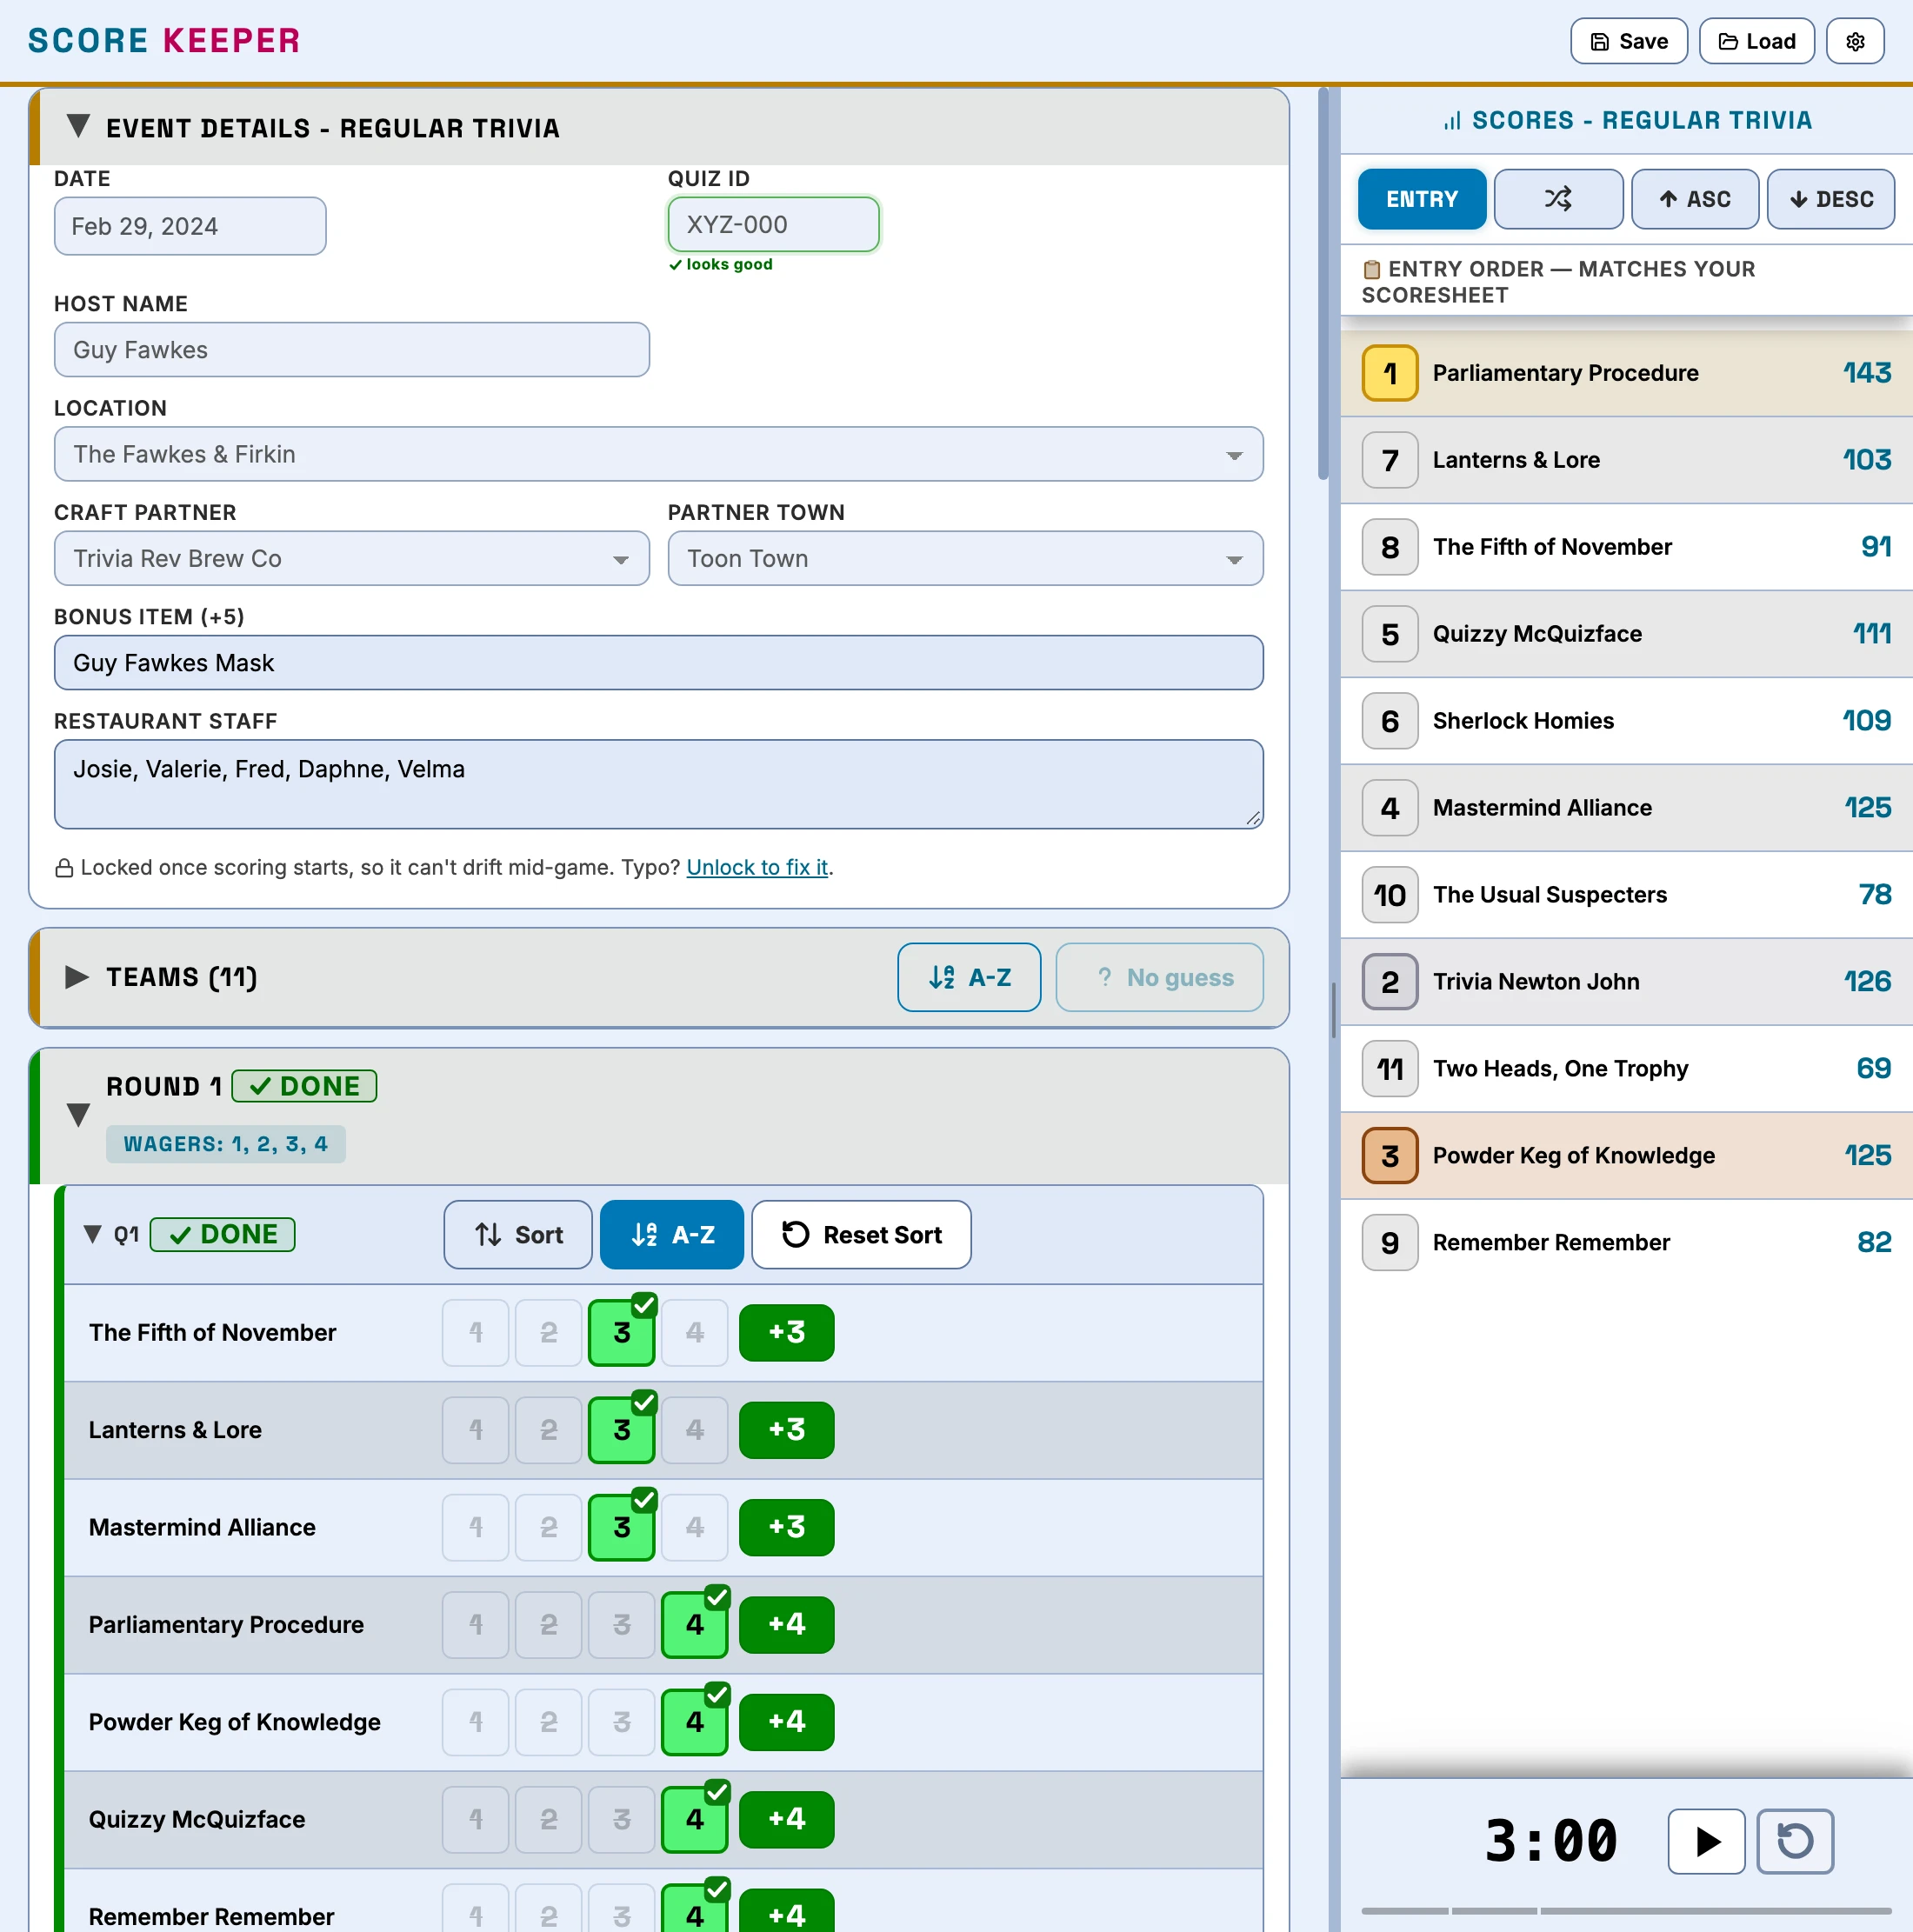 SCORE KEEPER
Save
Load
EVENT DETAILS - REGULAR TRIVIA
DATE
QUIZ ID
Feb 29, 2024
XYZ-000
looks good
HOST NAME
Guy Fawkes
LOCATION
The Fawkes & Firkin
CRAFT PARTNER
PARTNER TOWN
Trivia Rev Brew Co
Toon Town
BONUS ITEM (+5)
Guy Fawkes Mask
RESTAURANT STAFF
Josie, Valerie, Fred, Daphne, Velma
Locked once scoring starts, so it can't drift mid-game. Typo? Unlock to fix it.
TEAMS (11)
A-Z
? No guess
ROUND 1 DONE
WAGERS: 1, 2, 3, 4
Q1 DONE
Sort
A-Z
Reset Sort
The Fifth of November 1 2 3 4 +3
Lanterns & Lore 1 2 3 4 +3
Mastermind Alliance 1 2 3 4 +3
Parliamentary Procedure 1 2 3 4 +4
Powder Keg of Knowledge 1 2 3 4 +4
Quizzy McQuizface 1 2 3 4 +4
Remember Remember 1 2 3 4 +4
SCORES - REGULAR TRIVIA
ENTRY
ASC
DESC
ENTRY ORDER — MATCHES YOUR
SCORESHEET
1 Parliamentary Procedure 143
7 Lanterns & Lore 103
8 The Fifth of November 91
5 Quizzy McQuizface 111
6 Sherlock Homies 109
4 Mastermind Alliance 125
10 The Usual Suspecters 78
2 Trivia Newton John 126
11 Two Heads, One Trophy 69
3 Powder Keg of Knowledge 125
9 Remember Remember 82
3:00